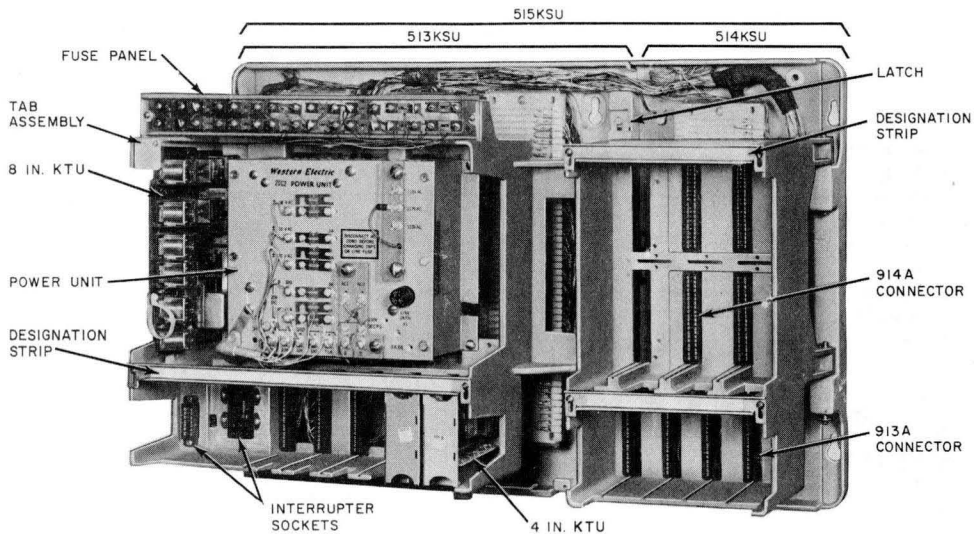 515KSU
513KSU
514KSU
FUSE PANEL
LATCH
TAB
ASSEMBLY
DESIGNATION
STRIP
8 IN. KTU
Western Electric
POWER UNIT
POWER UNIT
914A
CONNECTOR
DESIGNATION
STRIP
913A
CONNECTOR
INTERRUPTER
SOCKETS
4 IN. KTU